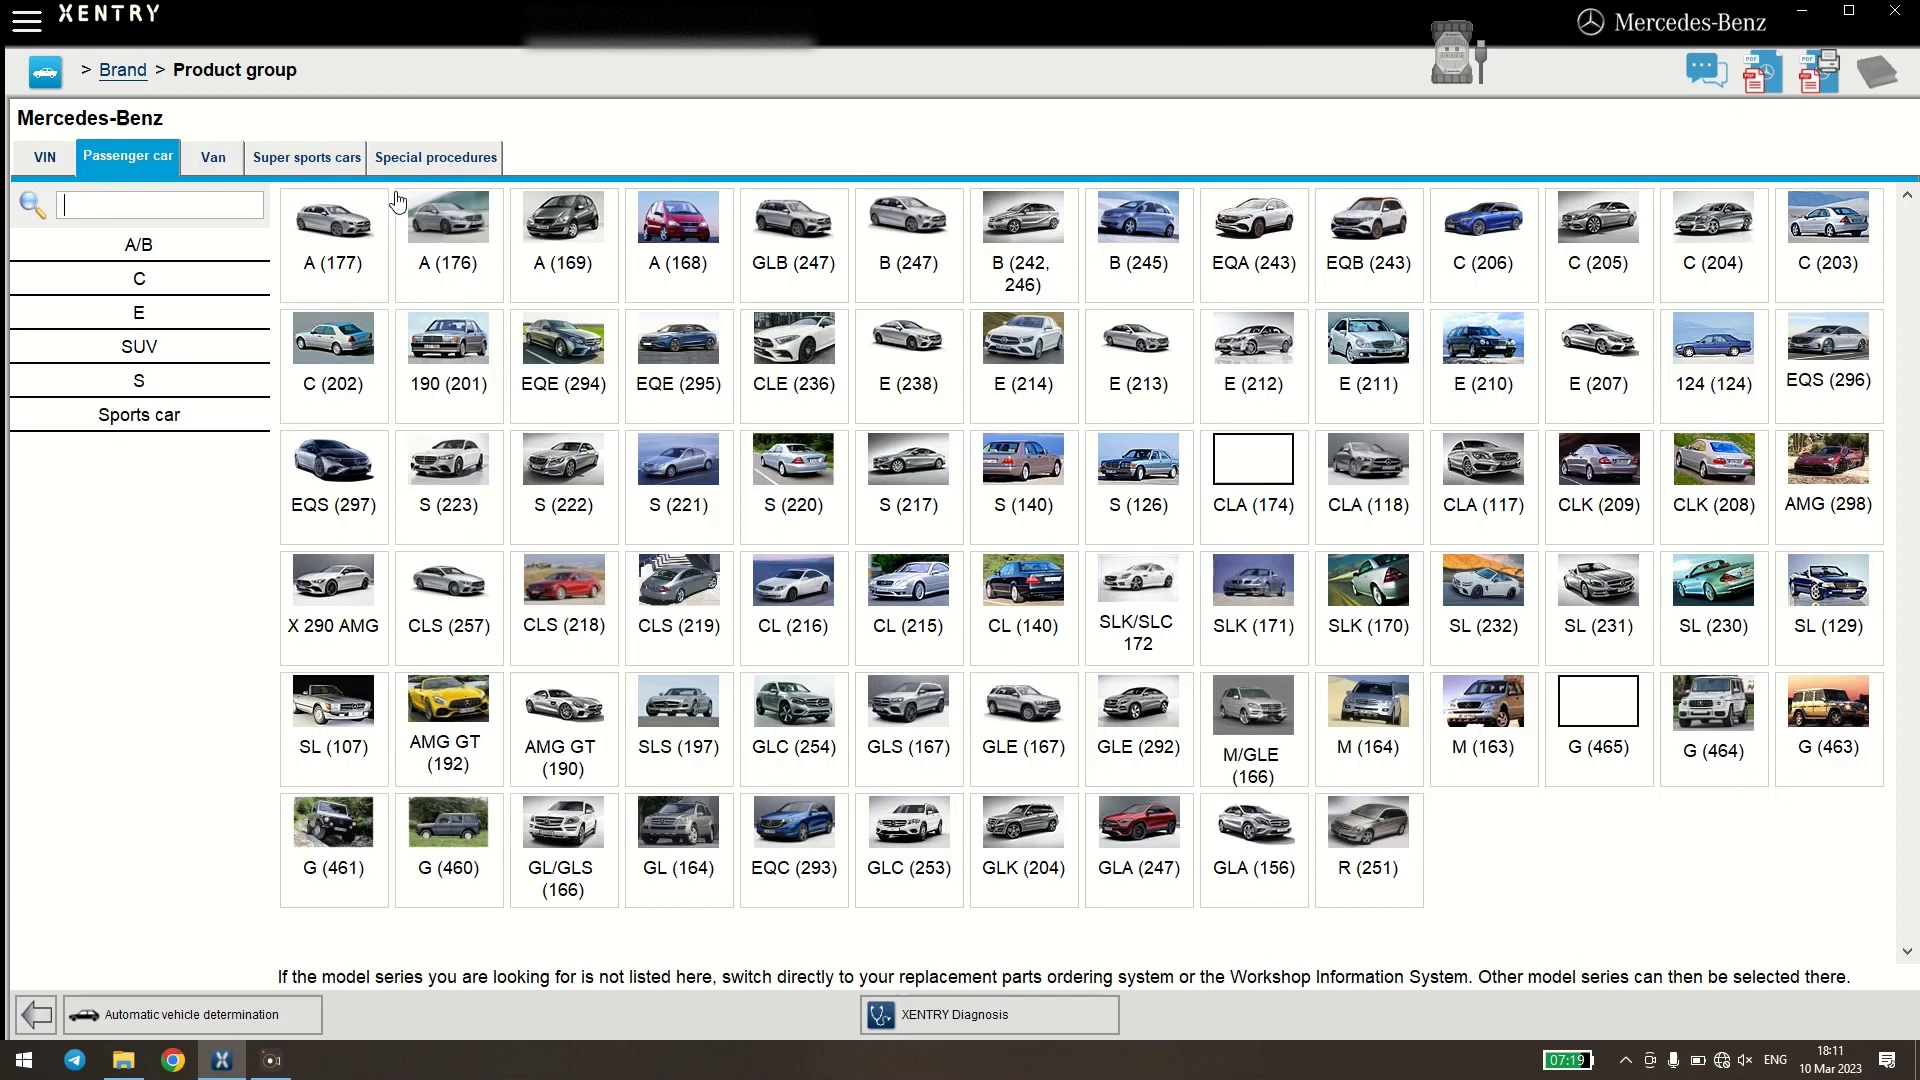 XENTRY
Mercedes-Benz
> Brand > Product group
Mercedes-Benz
VIN
Passenger car
Van
Super sports cars
Special procedures
A/B
C
E
SUV
S
Sports car
A (177)
A (176)
A (169)
A (168)
GLB (247)
B (247)
B (242,
246)
B (245)
EQA (243)
EQB (243)
C (206)
C (205)
C (204)
C (203)
C (202)
190 (201)
EQE (294)
EQE (295)
CLE (236)
E (238)
E (214)
E (213)
E (212)
E (211)
E (210)
E (207)
124 (124)
EQS (296)
EQS (297)
S (223)
S (222)
S (221)
S (220)
S (217)
S (140)
S (126)
CLA (174)
CLA (118)
CLA (117)
CLK (209)
CLK (208)
AMG (298)
X 290 AMG
CLS (257)
CLS (218)
CLS (219)
CL (216)
CL (215)
CL (140)
SLK/SLC
172
SLK (171)
SLK (170)
SL (232)
SL (231)
SL (230)
SL (129)
SL (107)
AMG GT
(192)
AMG GT
(190)
SLS (197)
GLC (254)
GLS (167)
GLE (167)
GLE (292)
M/GLE
(166)
M (164)
M (163)
G (465)
G (464)
G (463)
G (461)
G (460)
GL/GLS
(166)
GL (164)
EQC (293)
GLC (253)
GLK (204)
GLA (247)
GLA (156)
R (251)
If the model series you are looking for is not listed here, switch directly to your replacement parts ordering system or the Workshop Information System. Other model series can then be selected there.
Automatic vehicle determination
XENTRY Diagnosis
07:19
ENG
18:11
10 Mar 2023